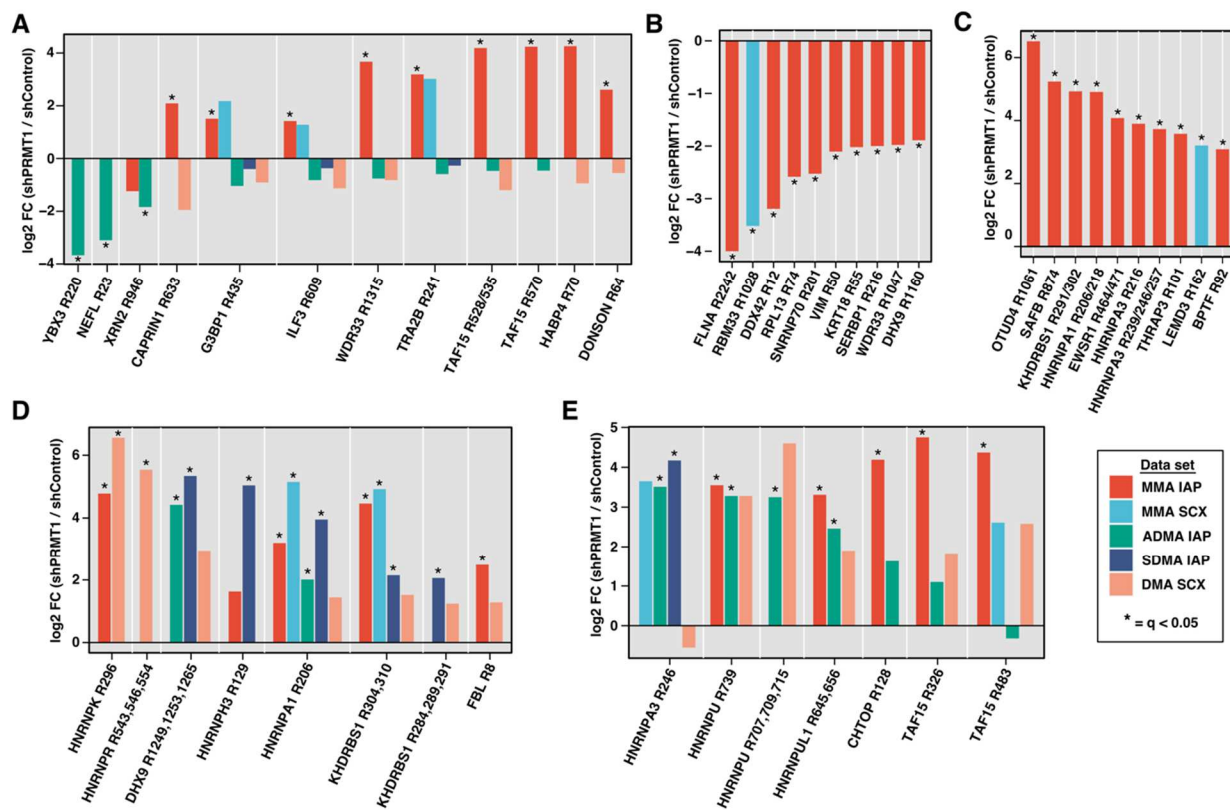 A
log2 FC (shPRMT1 / shControl)
4
2
0
−2
−4
* * * * * * * * * * * *
YBX3 R220
NEFL R23
XRN2 R946
CAPRIN1 R633
G3BP1 R435
ILF3 R609
WDR33 R1315
TRA2B R241
TAF15 R528/535
TAF15 R570
HABP4 R70
DONSON R64
B
log2 FC (shPRMT1 / shControl)
−0
−1
−2
−3
−4
* * * * * * * * * *
FLNA R2242
RBM33 R1028
DDX42 R12
RPL 13 R74
SNRNP70 R201
VIM R50
KRT18 R55
SERBP1 R216
WDR33 R1047
DHX9 R1160
C
log2 FC (shPRMT1 / shControl)
6
4
2
0
* * * * * * * * * *
OTUD4 R1061
SAFB R874
KHDRBS1 R291/302
HNRNPA1 R206/218
EWSR1 R464/471
HNRNPA3 R216
HNRNPA3 R239/246/257
THRAP3 R101
LEMD3 R162
BPTF R82
D
log2 FC (shPRMT1 / shControl)
6
4
2
0
* * * * * * * * * * * * * *
HNRNPK R296
HNRNPR R543,546,554
DHX9 R1249,1253,1265
HNRNPH3 R129
HNRNPA1 R206
KHDRBS1 R304,310
KHDRBS1 R284,289,291
FBL R8
E
log2 FC (shPRMT1 / shControl)
5
4
3
2
1
0
* * * * * * * * * *
HNRNPA3 R246
HNRNPU R739
HNRNPU R707,709,715
HNRNPUL1 R645,656
CHTOP R128
TAF15 R326
TAF15 R483
Data set
MMA IAP
MMA SCX
ADMA IAP
SDMA IAP
DMA SCX
* = q < 0.05